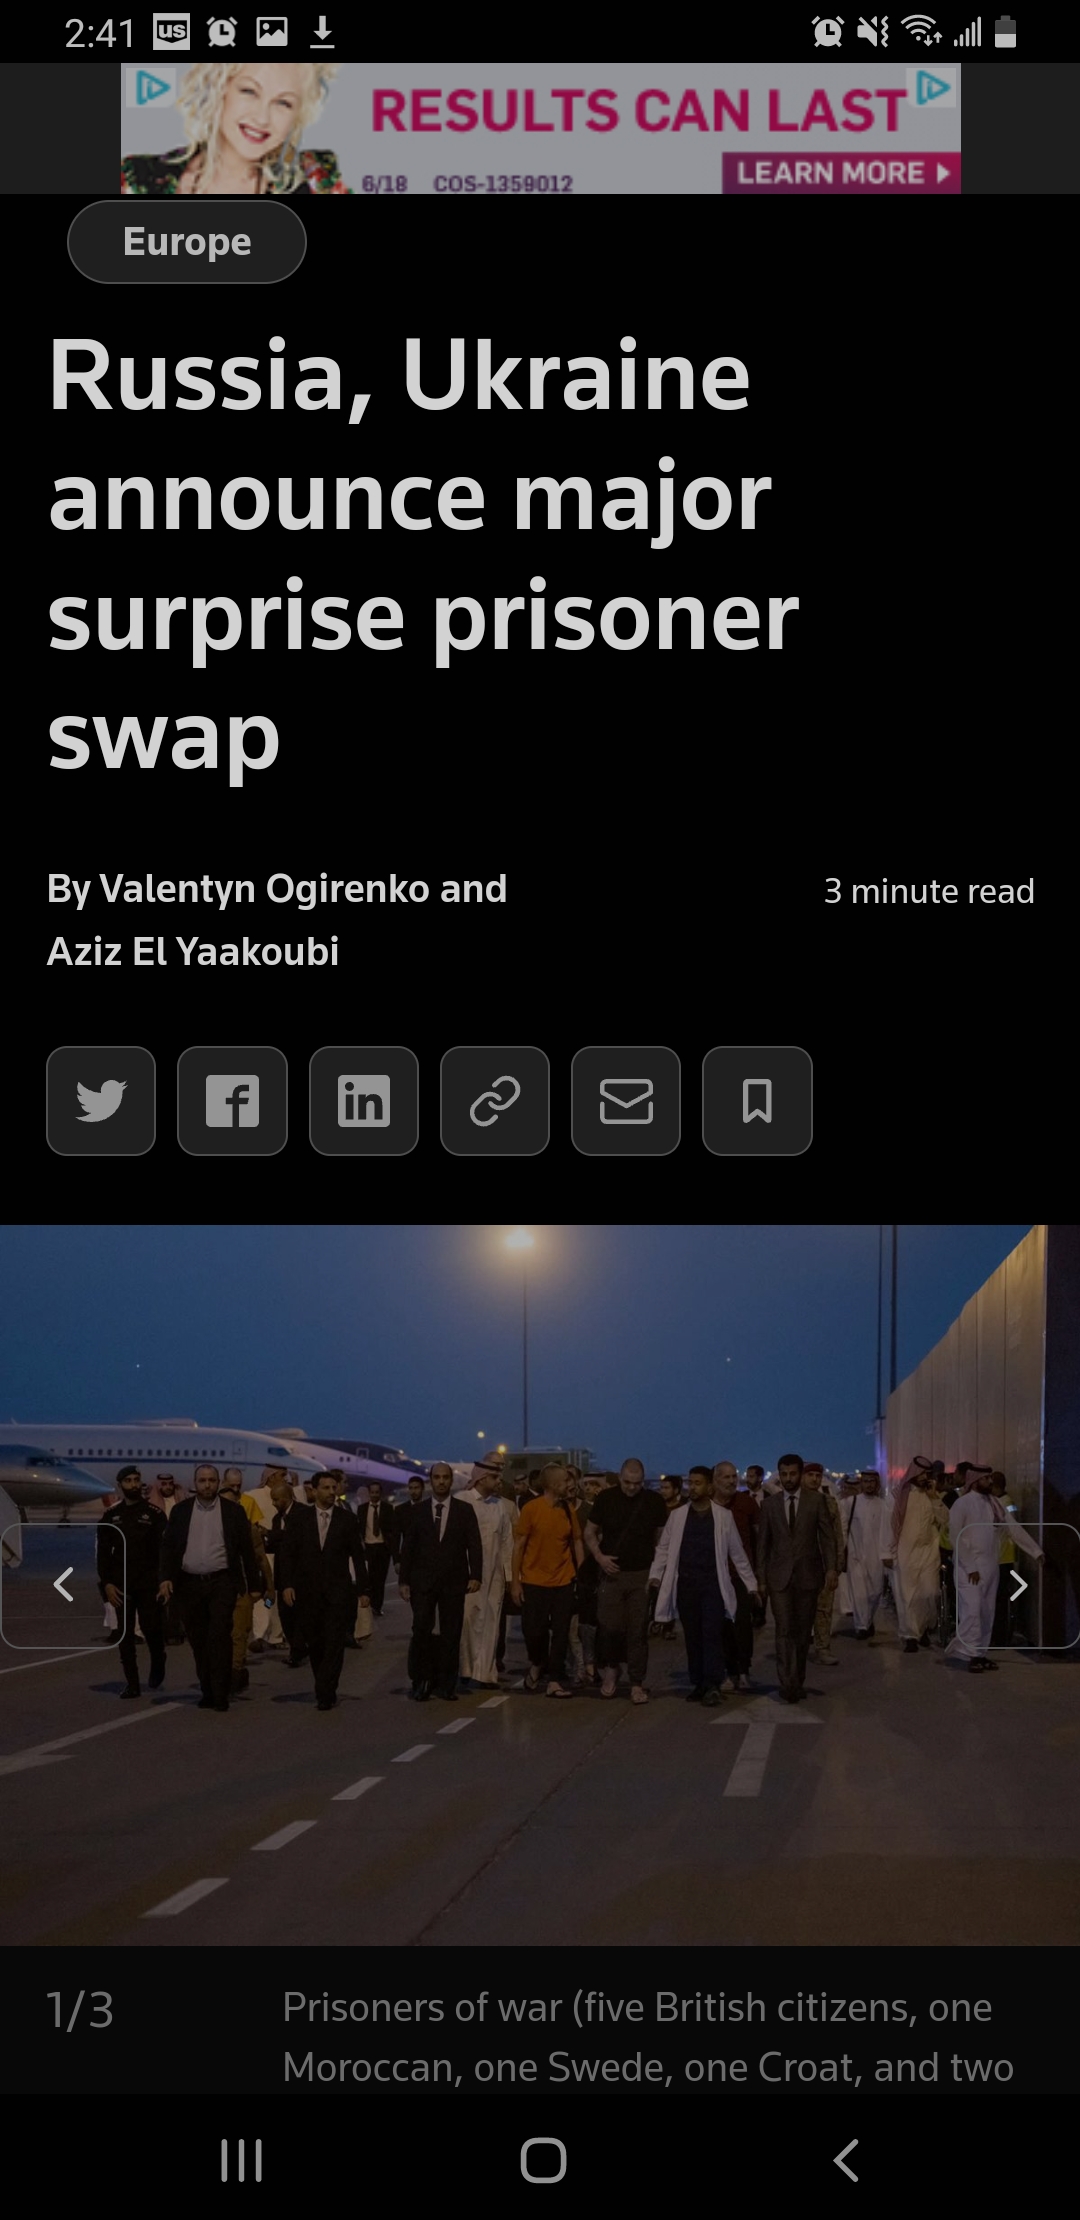 2:41 us
RESULTS CAN LAST
6/18 COS-1359012 LEARN MORE
Europe
Russia, Ukraine
announce major
surprise prisoner
swap
By Valentyn Ogirenko and
3 minute read
Aziz El Yaakoubi
in
1/3
Prisoners of war (five British citizens, one
Moroccan, one Swede, one Croat, and two